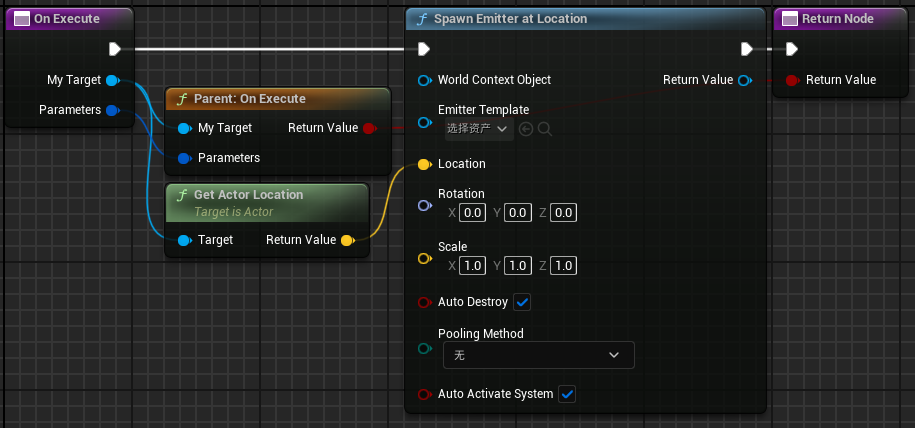 On Execute
My Target
Parameters
Parent: On Execute
My Target
Return Value
Parameters
Get Actor Location
Target is Actor
Target
Return Value
Spawn Emitter at Location
World Context Object
Return Value
Emitter Template
选择资产
Location
Rotation
X 0.0 Y 0.0 Z 0.0
Scale
X 1.0 Y 1.0 Z 1.0
Auto Destroy
Pooling Method
无
Auto Activate System
Return Node
Return Value